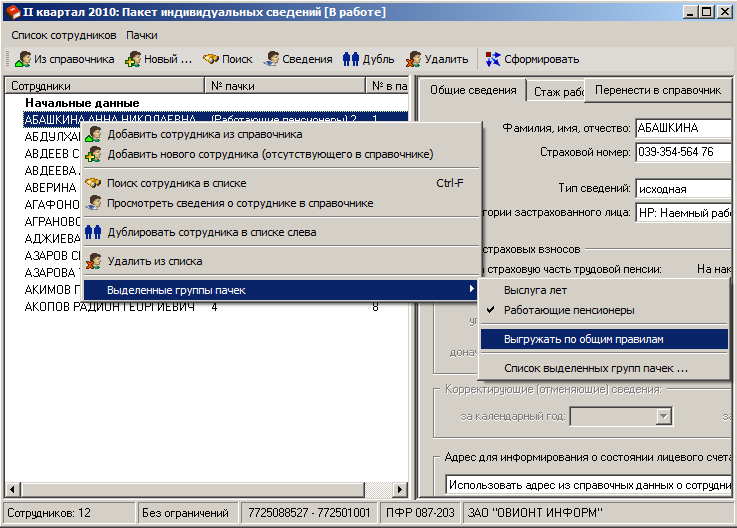 II квартал 2010: Пакет индивидуальных сведений [В работе]
Список сотрудников Пачки
Из справочника Новый ... Поиск Сведения Дубль Удалить Сформировать
Сотрудники № пачки № в па
Начальные данные
АБАШКИНА АННА НИКОЛАЕВНА (Работающие пенсионеры) 2 1
АБДУЛХА
АВДЕЕВ С
АВДЕЕВА
АВЕРИНА
АГАФОНО
АГРАНОВС
АДЖИЕВА
АЗАРОВ С
АЗАРОВА
АКИМОВ Г
АКОПОВ РАДИОН ГЕОРГИЕВИЧ 4 8
Добавить сотрудника из справочника
Добавить нового сотрудника (отсутствующего в справочнике)
Поиск сотрудника в списке Ctrl-F
Просмотреть сведения о сотруднике в справочнике
Дублировать сотрудника в списке слева
Удалить из списка
Выделенные группы пачек
Выслуга лет
Работающие пенсионеры
Выгружать по общим правилам
Список выделенных групп пачек ...
Общие сведения Стаж рабо Перенести в справочник
Фамилия, имя, отчество: АБАШКИНА
Страховой номер: 039-354-564 76
Тип сведений: исходная
гории застрахованного лица: НР: Наемный рабо
страховых взносов
а страховую часть трудовой пенсии: На нак
уп
донач
Корректирующие (отменяющие) сведения:
за календарный год: за
Адрес для информирования о состоянии лицевого счета
Использовать адрес из справочных данных о сотрудни
Сотрудников: 12 Без ограничений 7725088527 - 772501001 ПФР 087-203 ЗАО "ОВИОНТ ИНФОРМ"